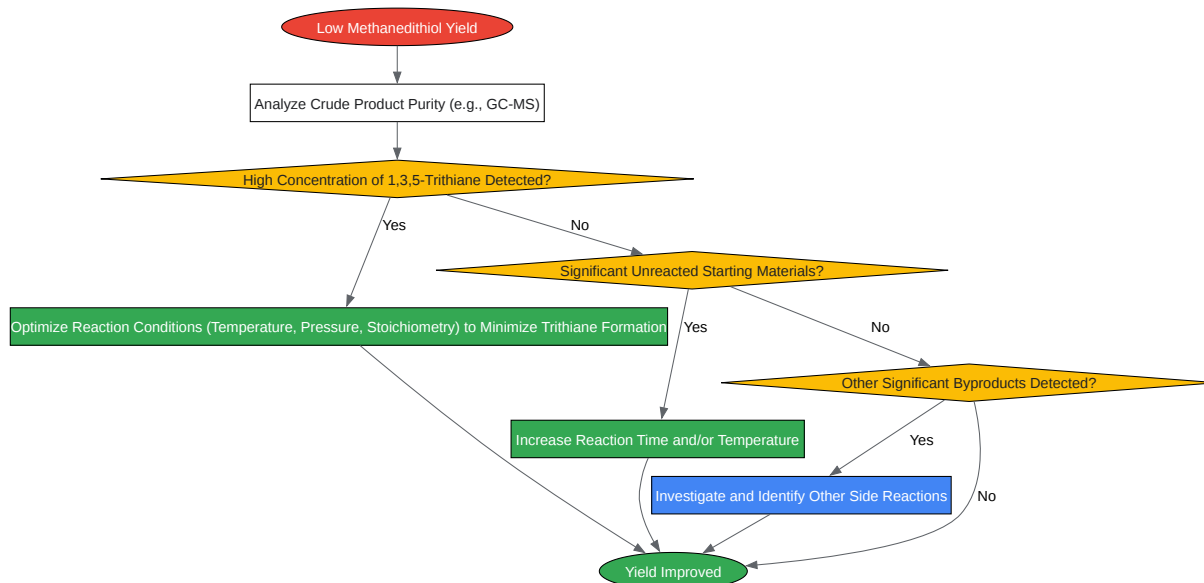 Low Methanedithiol Yield
Analyze Crude Product Purity (e.g., GC-MS)
High Concentration of 1,3,5-Trithiane Detected?
Yes
No
Significant Unreacted Starting Materials?
Optimize Reaction Conditions (Temperature, Pressure, Stoichiometry) to Minimize Trithiane Formation
Yes
No
Other Significant Byproducts Detected?
Increase Reaction Time and/or Temperature
Yes
Investigate and Identify Other Side Reactions
No
Yield Improved